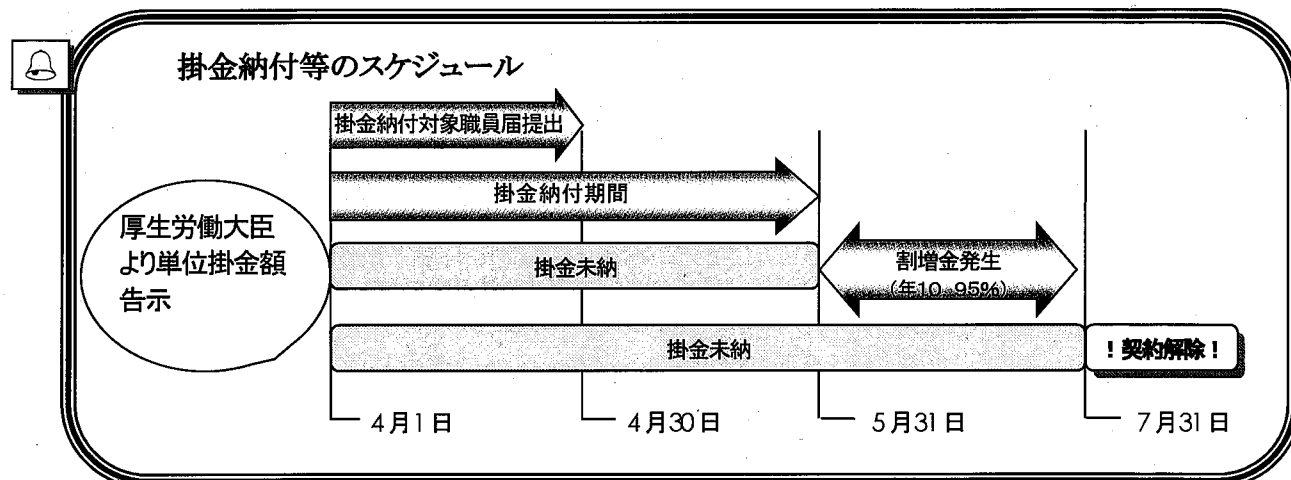 掛金納付等のスケジュール
掛金納付対象職員届提出
掛金納付期間
厚生労働大臣
より単位掛金額
告示
掛金未納
割増金発生
(年10.95%)
掛金未納
！契約解除！
4月1日
4月30日
5月31日
7月31日